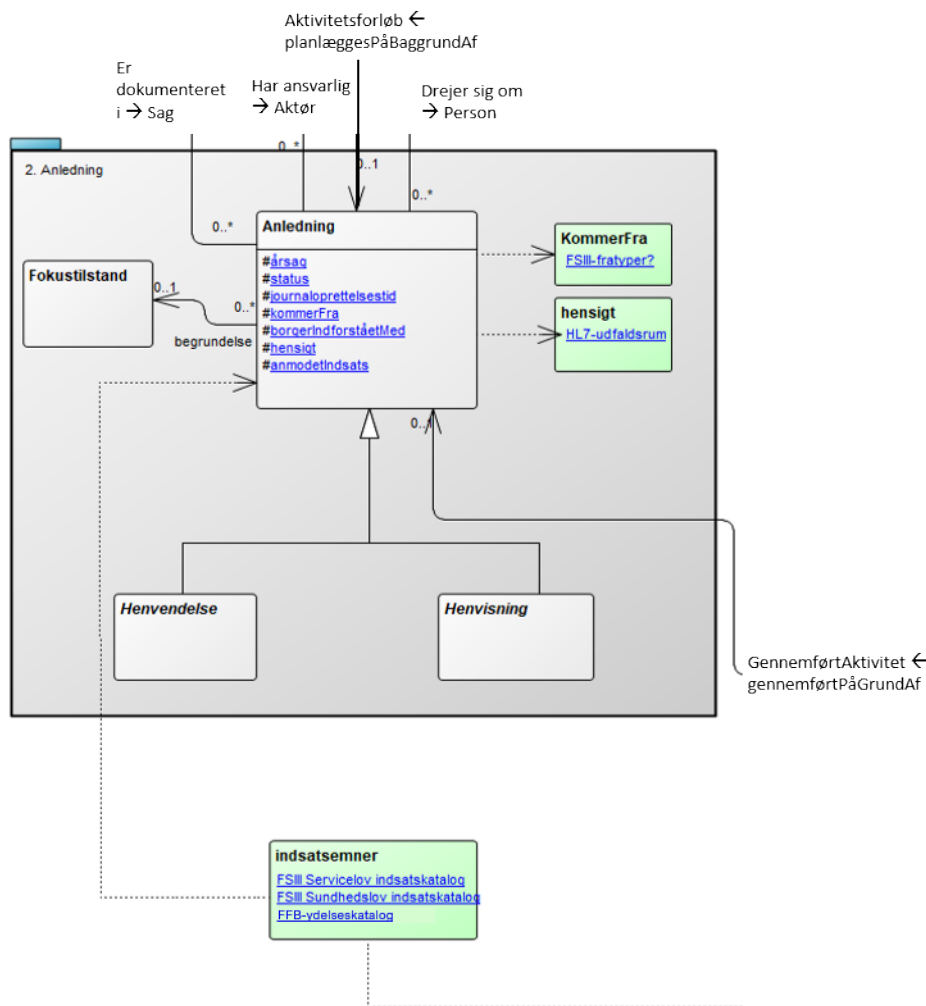 Aktivitetsforløb ←
planlæggesPåBaggrundAf
Er
dokumenteret
i → Sag
Har ansvarlig
→ Aktør
Drejer sig om
→ Person
2. Anledning
0..*
0..1
0..*
0..*
Anledning
#årsag
#status
#journaloprettelsestid
#kommerFra
#borgerIndforståetMed
#hensigt
#anmodetIndsats
KommerFra
FSIII-fratyper?
hensigt
HL7-udfaldsrum
Fokustilstand
0..1
0..*
begrundelse
0..1
Henvendelse
Henvisning
GennemførtAktivitet ←
gennemførtPåGrundAf
indsatsemner
FSIII Servicelov indsatskatalog
FSIII Sundhedslov indsatskatalog
FFB-ydelseskatalog